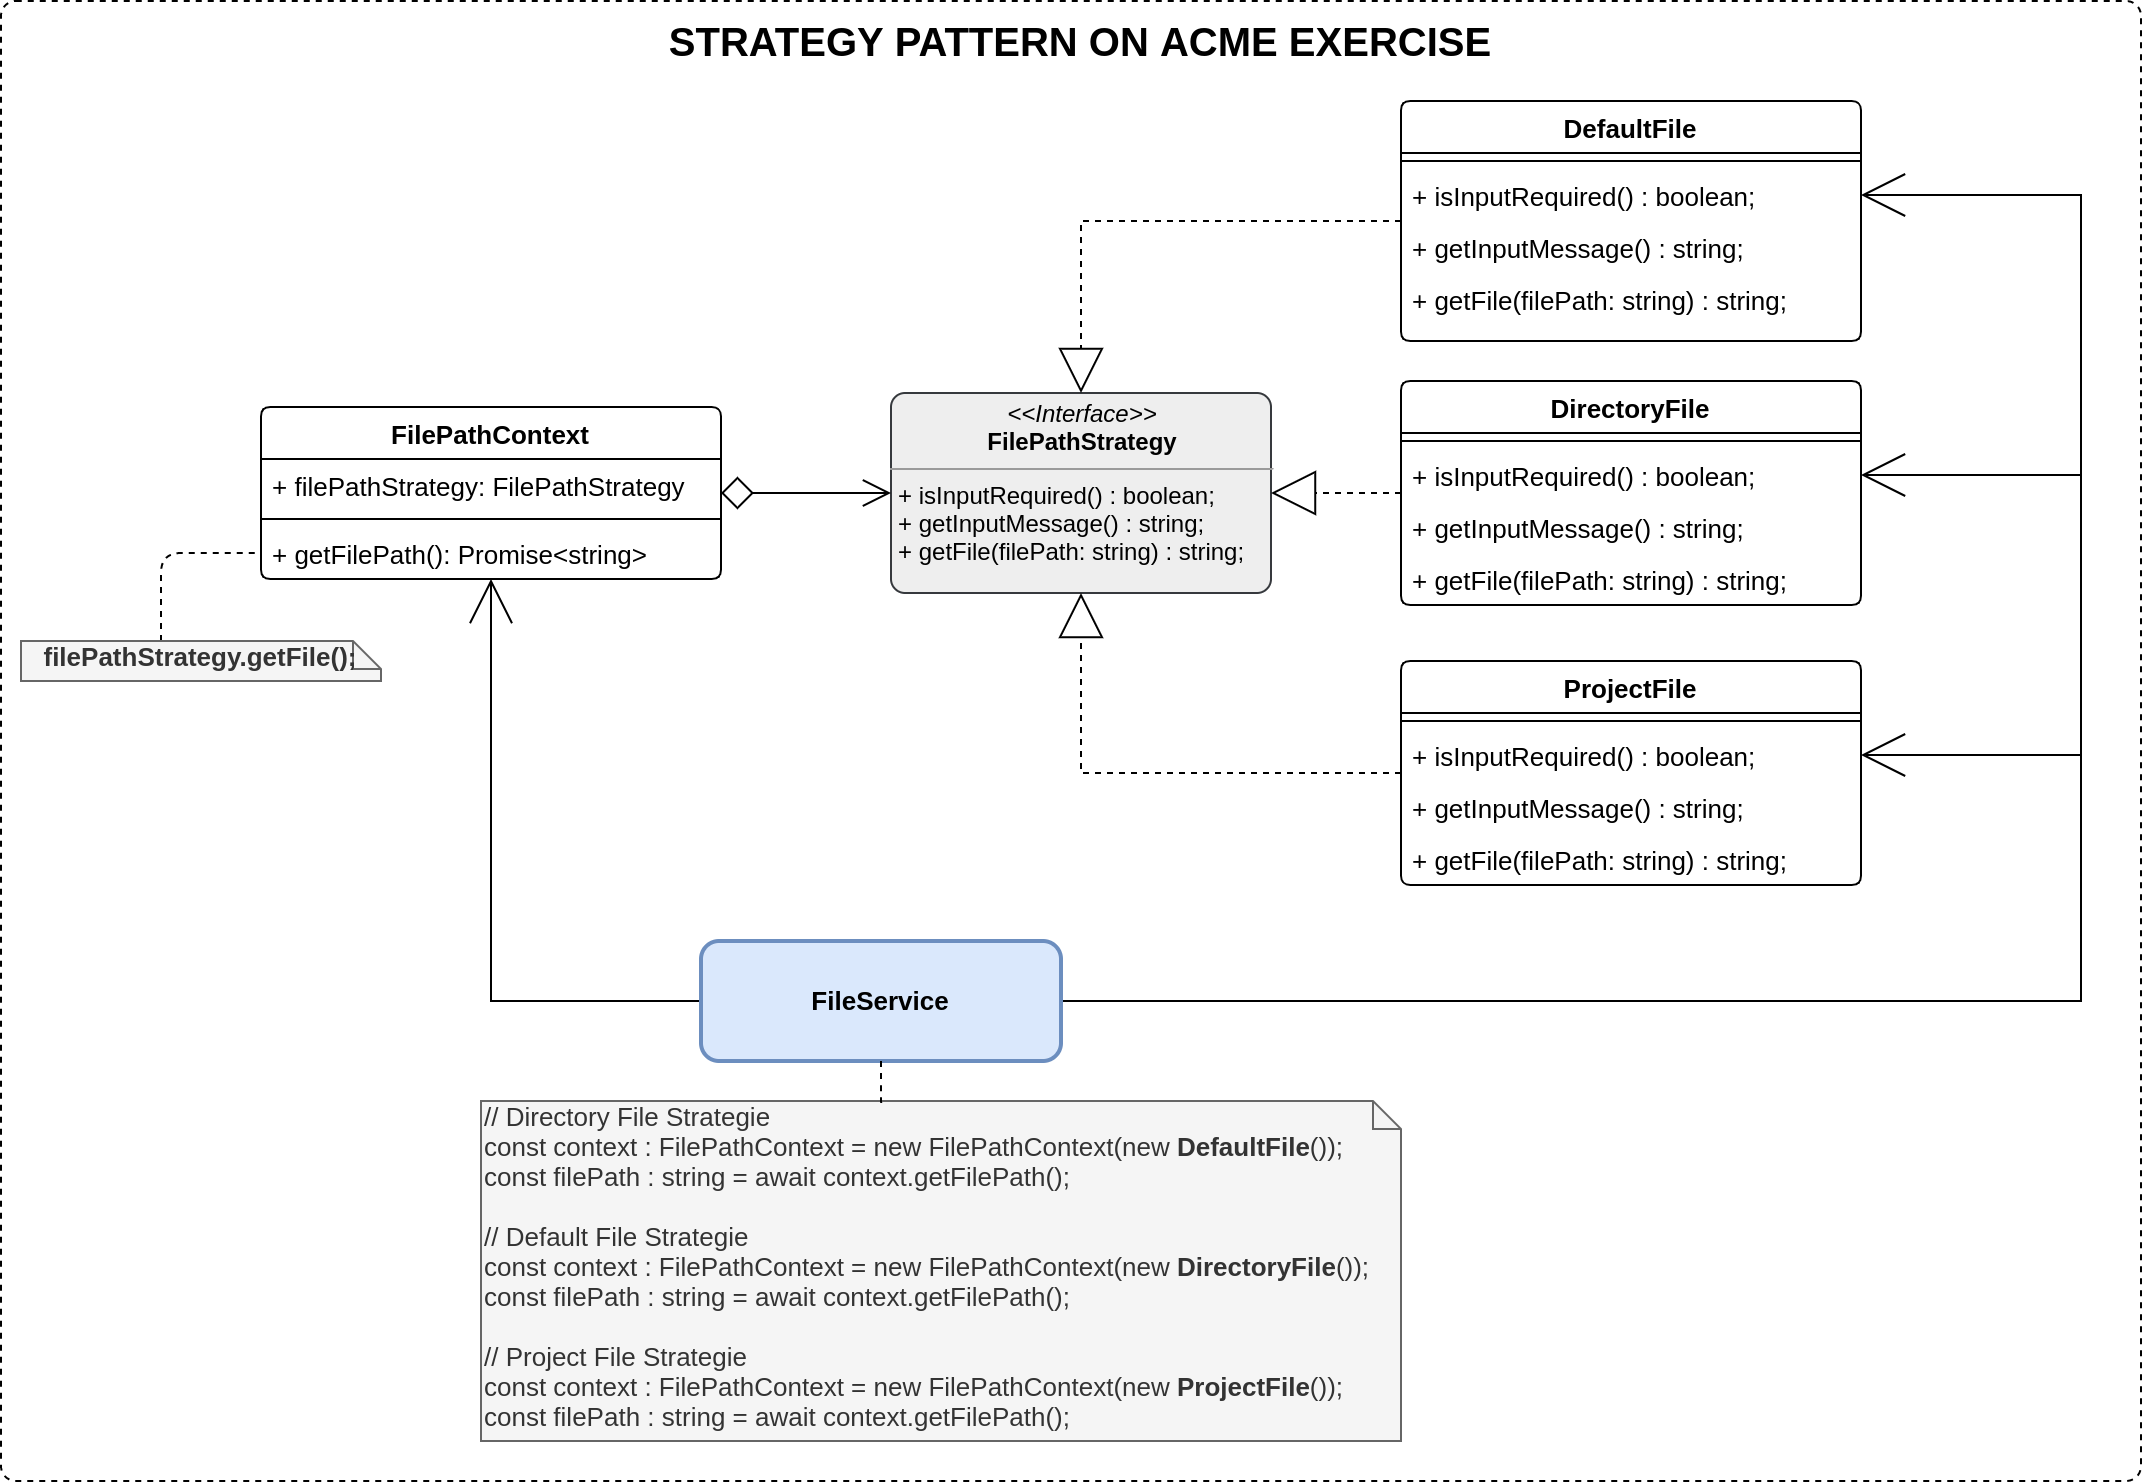 STRATEGY PATTERN ON ACME EXERCISE
DefaultFile
+ isInputRequired() : boolean;
+ getInputMessage() : string;
+ getFile(filePath: string) : string;
FilePathContext
+ filePathStrategy: FilePathStrategy
+ getFilePath(): Promise<string>
<<Interface>>
FilePathStrategy
+ isInputRequired() : boolean;
+ getInputMessage() : string;
+ getFile(filePath: string) : string;
DirectoryFile
+ isInputRequired() : boolean;
+ getInputMessage() : string;
+ getFile(filePath: string) : string;
filePathStrategy.getFile();
ProjectFile
+ isInputRequired() : boolean;
+ getInputMessage() : string;
+ getFile(filePath: string) : string;
FileService
// Directory File Strategie
const context : FilePathContext = new FilePathContext(new DefaultFile());
const filePath : string = await context.getFilePath();
// Default File Strategie
const context : FilePathContext = new FilePathContext(new DirectoryFile());
const filePath : string = await context.getFilePath();
// Project File Strategie
const context : FilePathContext = new FilePathContext(new ProjectFile());
const filePath : string = await context.getFilePath();